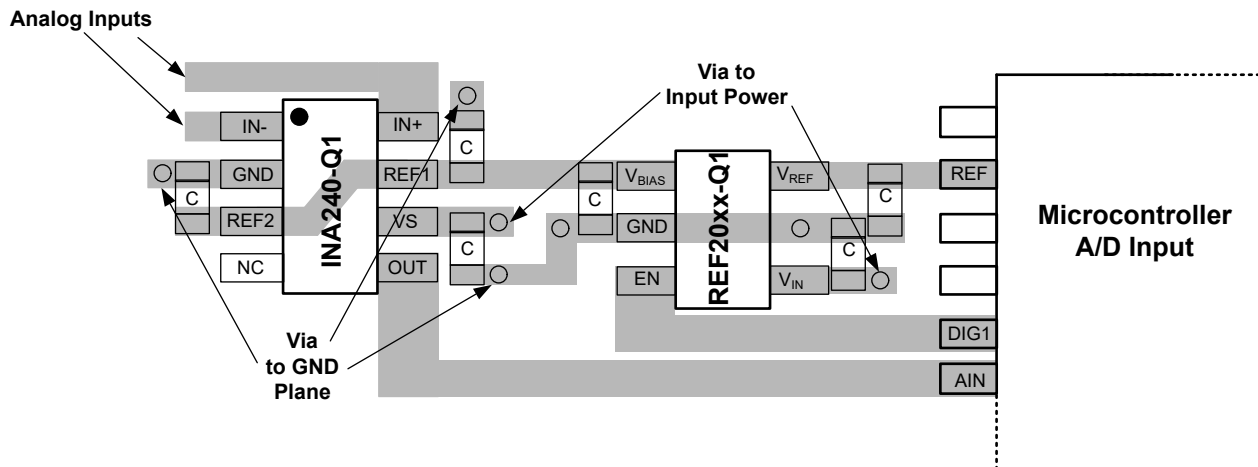 Analog Inputs
Via to
Input Power
IN-
IN+
GND
REF1
REF2
VS
NC
OUT
INA240-Q1
C
C
C
C
C
C
VBIAS
VREF
GND
EN
VIN
REF20xx-Q1
REF
DIG1
AIN
Microcontroller
A/D Input
Via
to GND
Plane